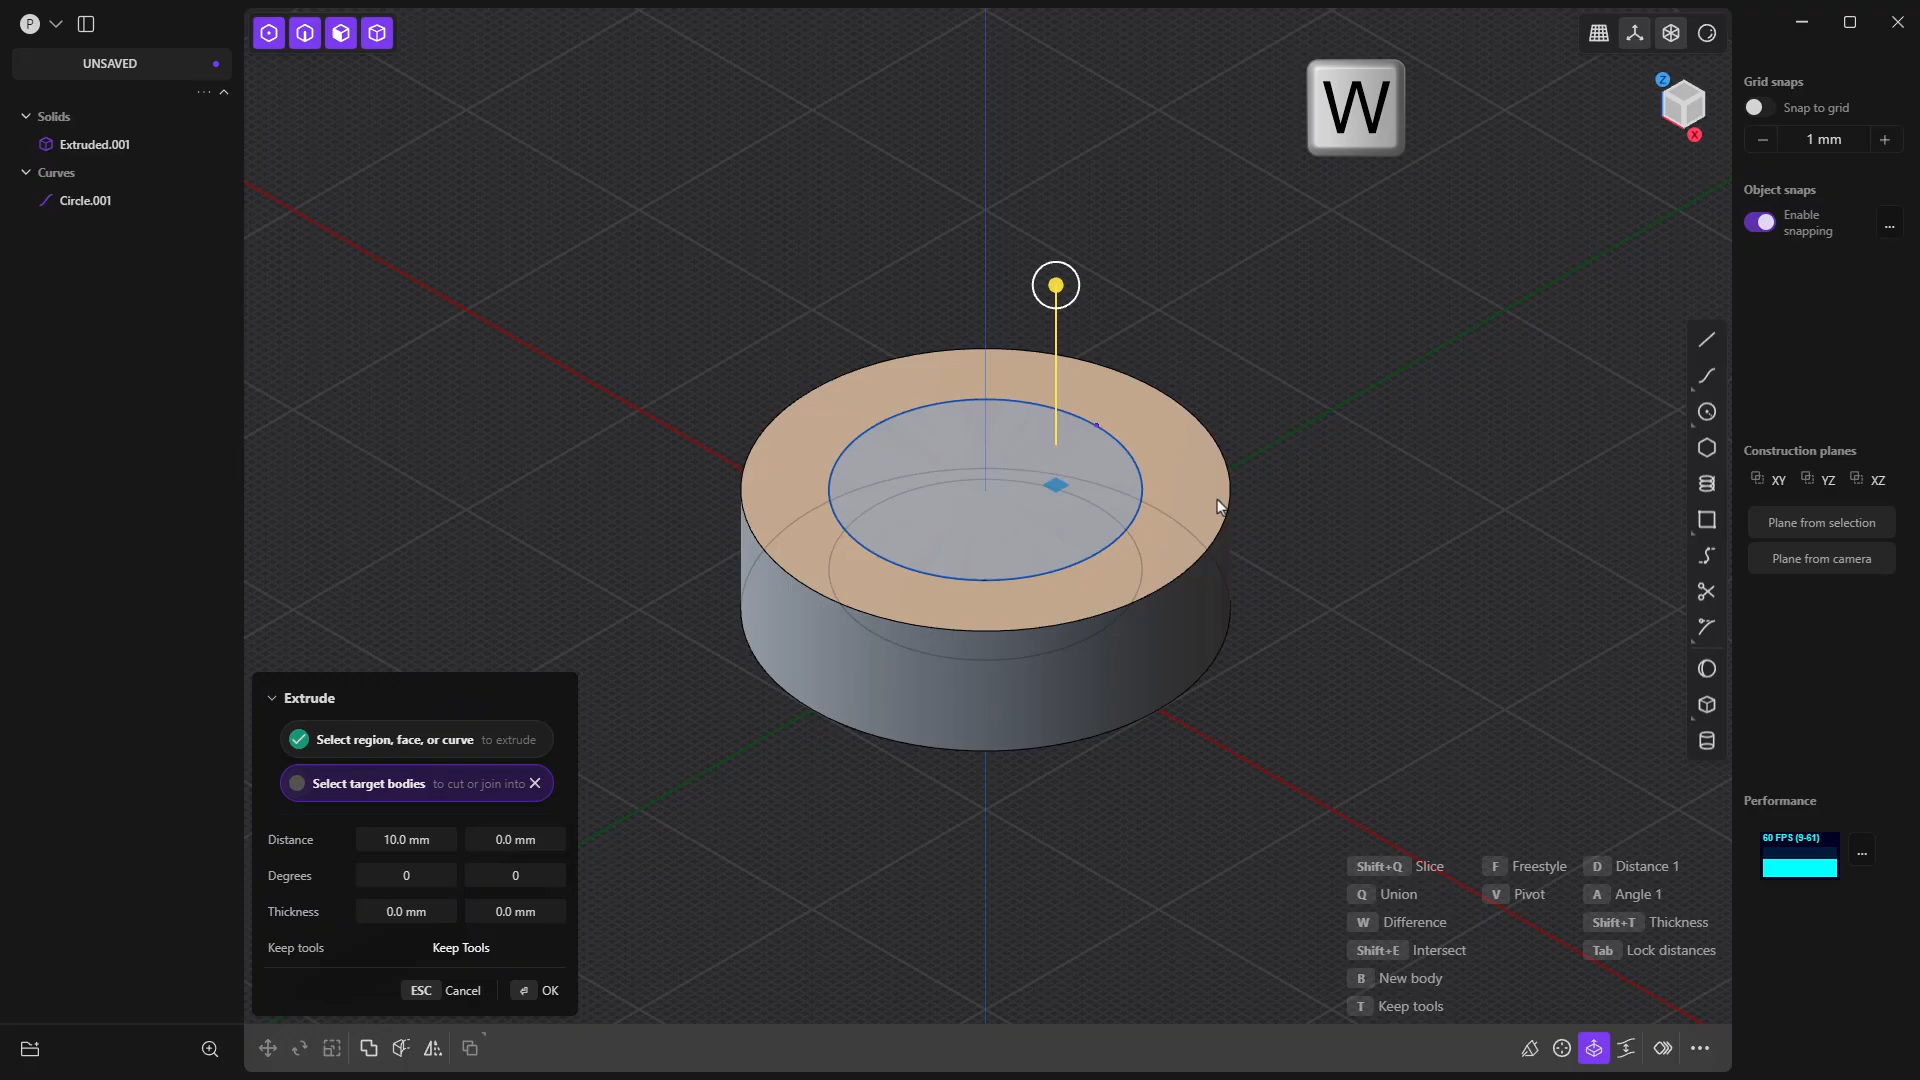 P
UNSAVED
Solids
Extruded.001
Curves
Circle.001
W
Z
X
Grid snaps
Snap to grid
1 mm
Object snaps
Enable
snapping
...
Construction planes
XY YZ XZ
Plane from selection
Plane from camera
Performance
60 FPS (9-61)
...
Extrude
Select region, face, or curve to extrude
Select target bodies to cut or join into
Distance 10.0 mm 0.0 mm
Degrees 0 0
Thickness 0.0 mm 0.0 mm
Keep tools Keep Tools
ESC Cancel OK
Shift+Q Slice F Freestyle D Distance 1
Q Union V Pivot A Angle 1
W Difference Shift+T Thickness
Shift+E Intersect Tab Lock distances
B New body
T Keep tools